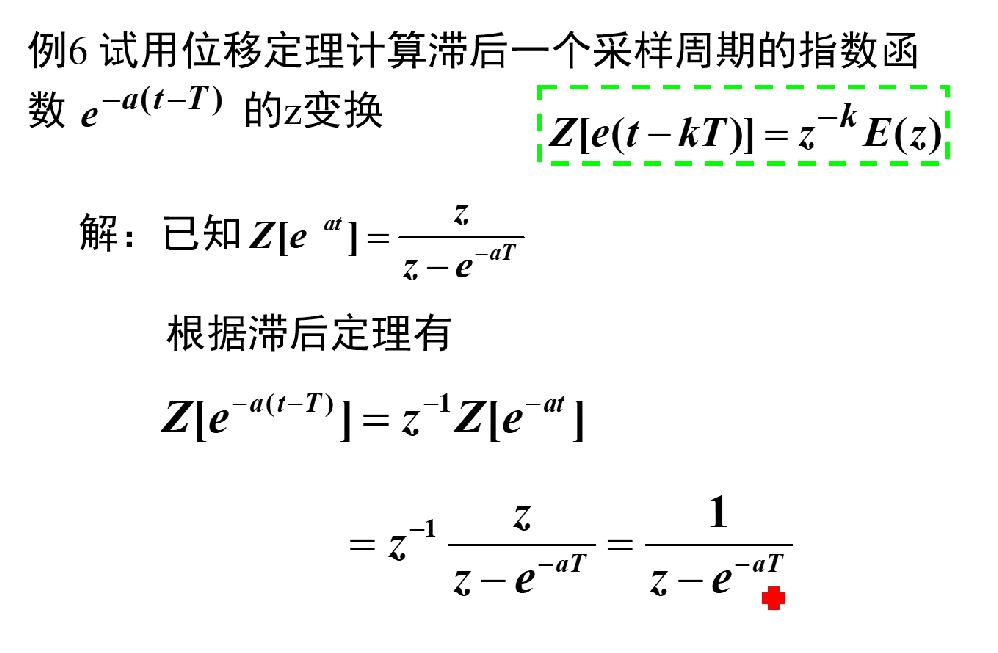 例6 试用位移定理计算滞后一个采样周期的指数函
数 e^{-a(t-T)} 的z变换
Z[e(t-kT)] = z^{-k}E(z)
解：已知 Z[e^{ at}] = \frac{z}{z-e^{-aT}}
根据滞后定理有
Z[e^{-a(t-T)}] = z^{-1}Z[e^{-at}]
= z^{-1}\frac{z}{z-e^{-aT}} = \frac{1}{z-e^{-aT}}